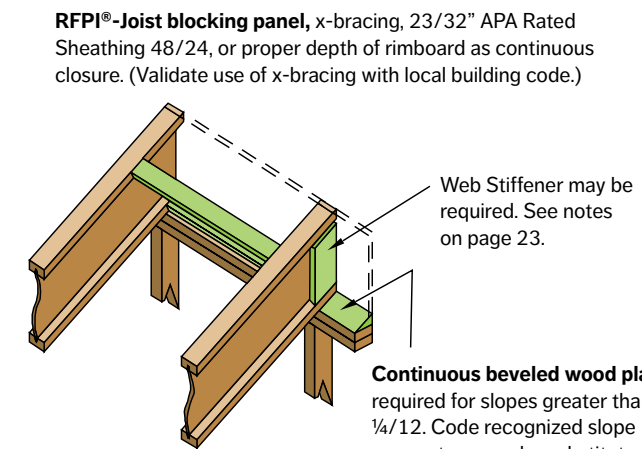 RFPI®-Joist blocking panel, x-bracing, 23/32” APA Rated
Sheathing 48/24, or proper depth of rimboard as continuous
closure. (Validate use of x-bracing with local building code.)
Web Stiffener may be
required. See notes
on page 23.
Continuous beveled wood pla
required for slopes greater tha
¼/12. Code recognized slope